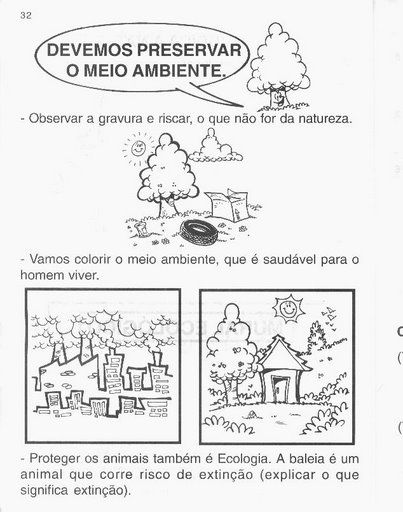 32
DEVEMOS PRESERVAR
O MEIO AMBIENTE.
- Observar a gravura e riscar, o que não for da natureza.
- Vamos colorir o meio ambiente, que é saudável para o
homem viver.
- Proteger os animais também é Ecologia. A baleia é um
animal que corre risco de extinção (explicar o que
significa extinção).